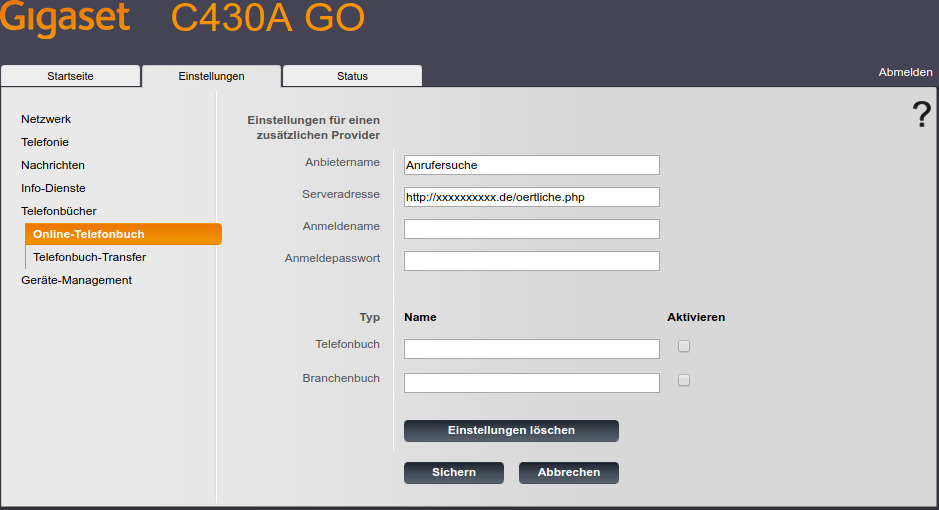 Gigaset C430A GO
Startseite Einstellungen Status Abmelden
?
Netzwerk
Telefonie
Nachrichten
Info-Dienste
Telefonbücher
Online-Telefonbuch
Telefonbuch-Transfer
Geräte-Management
Einstellungen für einen
zusätzlichen Provider
Anbietername Anrufersuche
Serveradresse http://xxxxxxxxxx.de/oertliche.php
Anmeldename
Anmeldepasswort
Typ Name Aktivieren
Telefonbuch
Branchenbuch
Einstellungen löschen
Sichern Abbrechen